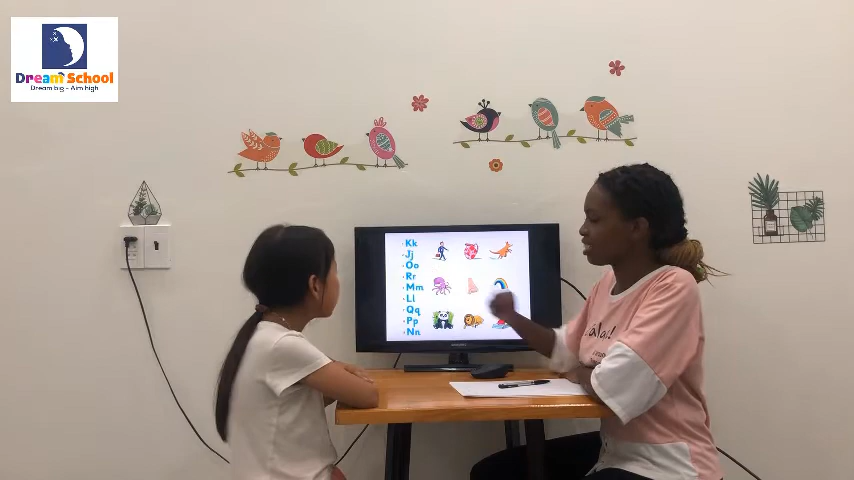 Dream School
Dream big - Aim high
Kk
Jj
Oo
Rr
Mm
Ll
Qq
Pp
Nn